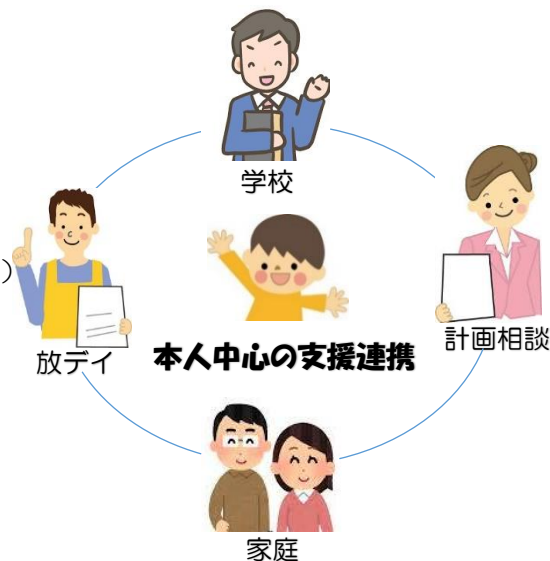 学校
）
計画相談
放デイ
本人中心の支援連携
家庭